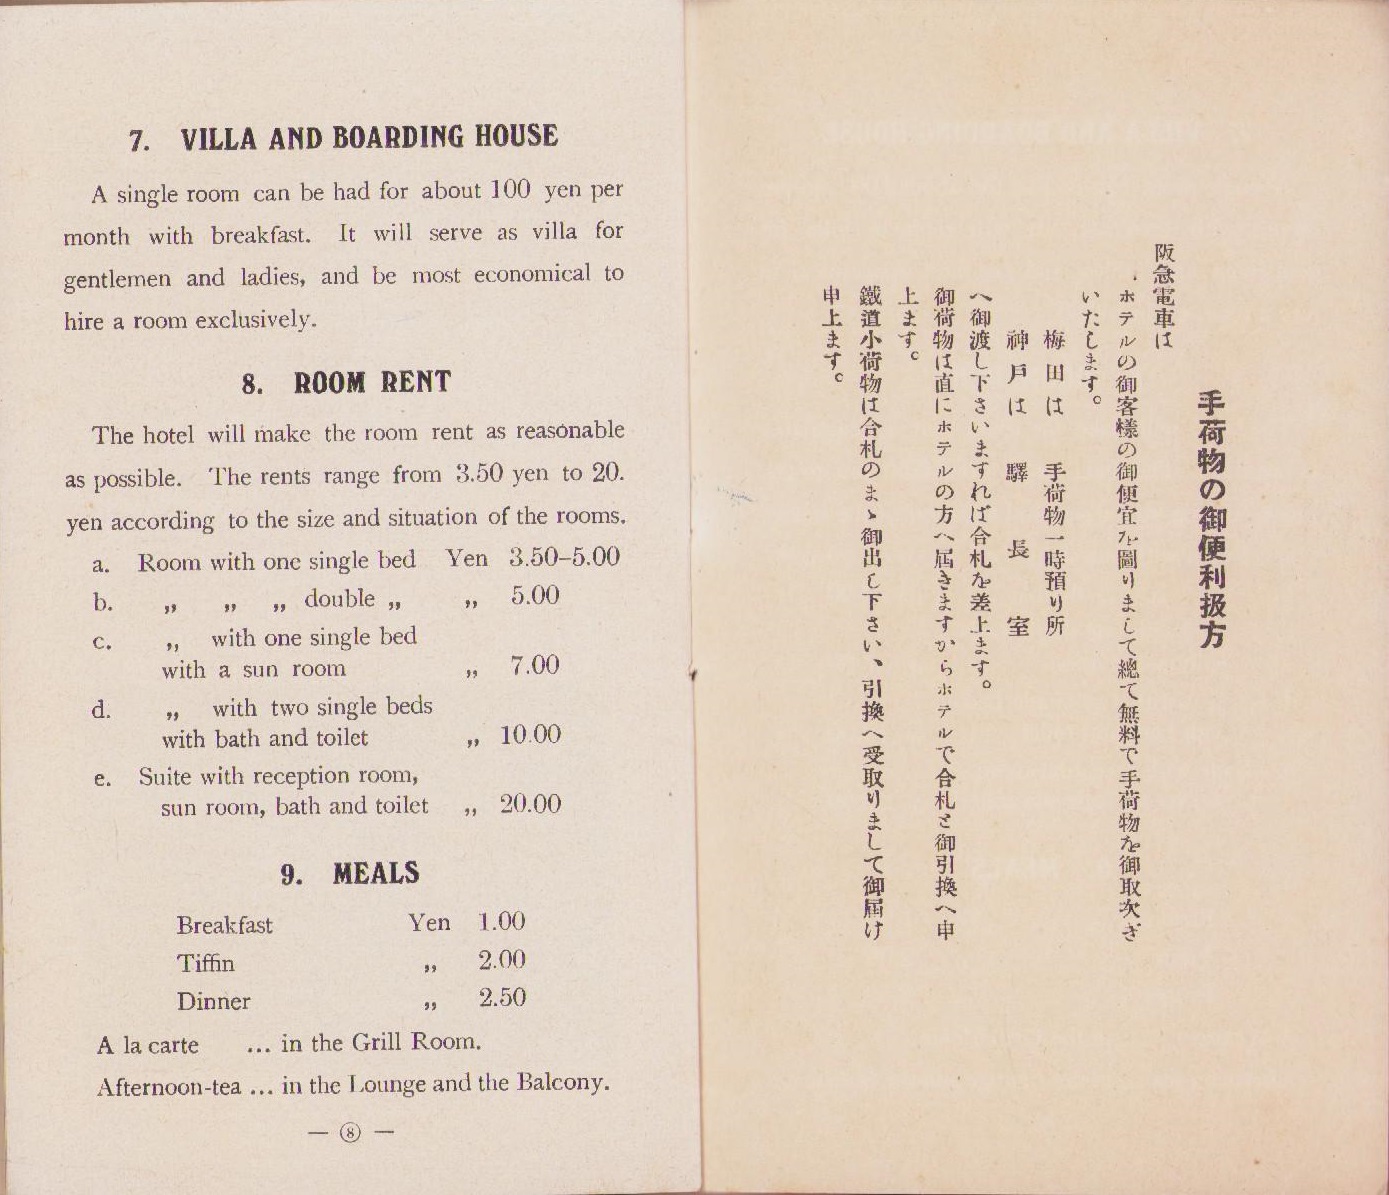 7. VILLA AND BOARDING HOUSE
A single room can be had for about 100 yen per
month with breakfast. It will serve as villa for
gentlemen and ladies, and be most economical to
hire a room exclusively.
8. ROOM RENT
The hotel will make the room rent as reasonable
as possible. The rents range from 3.50 yen to 20.
yen according to the size and situation of the rooms.
a. Room with one single bed Yen 3.50–5.00
b. „ „ „ double „ „ 5.00
c. „ with one single bed
with a sun room „ 7.00
d. „ with two single beds
with bath and toilet „ 10.00
e. Suite with reception room,
sun room, bath and toilet „ 20.00
9. MEALS
Breakfast Yen 1.00
Tiffin „ 2.00
Dinner „ 2.50
A la carte ... in the Grill Room.
Afternoon-tea ... in the Lounge and the Balcony.
— ⑧ —
手荷物の御便利扱方
阪急電車は
ホテルの御客樣の御便宜を圖りまして總て無料で手荷物を御取次ぎ
いたします。
梅田は 手荷物一時預り所
神戸は 驛長室
へ御渡し下さいますれば合札を差上ます。
御荷物は直にホテルの方へ屆きますからホテルで合札と御引換へ申
上ます。
鐵道小荷物は合札のまゝ御出し下さい、引換へ受取りまして御屆け
申上ます。